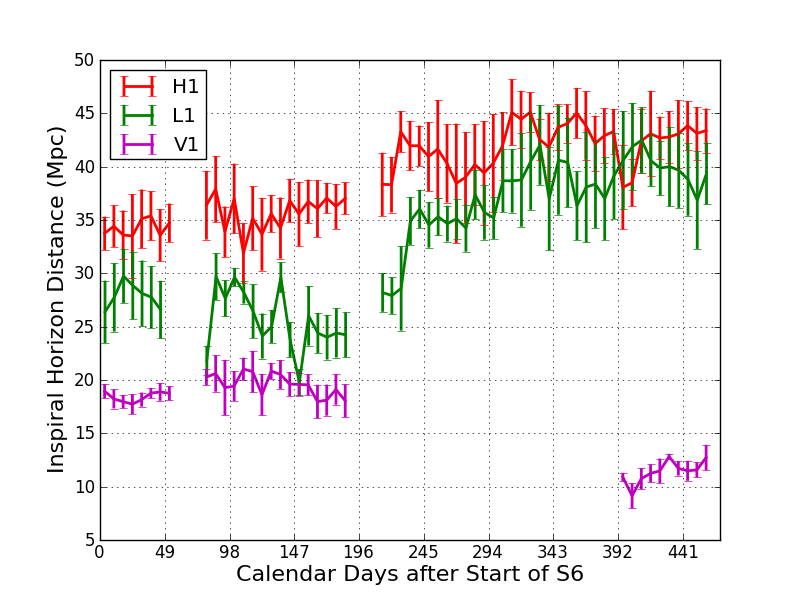 H1
L1
V1
Inspiral Horizon Distance (Mpc)
50
45
40
35
30
25
20
15
10
5
0 49 98 147 196 245 294 343 392 441
Calendar Days after Start of S6